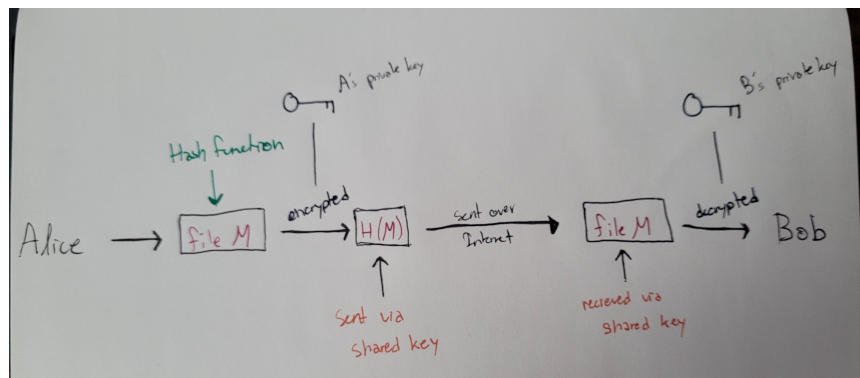 A's private key
B's private key
Hash function
Alice
file M
encrypted
H(M)
sent over
Internet
file M
decrypted
Bob
Sent via
shared key
recieved via
shared key